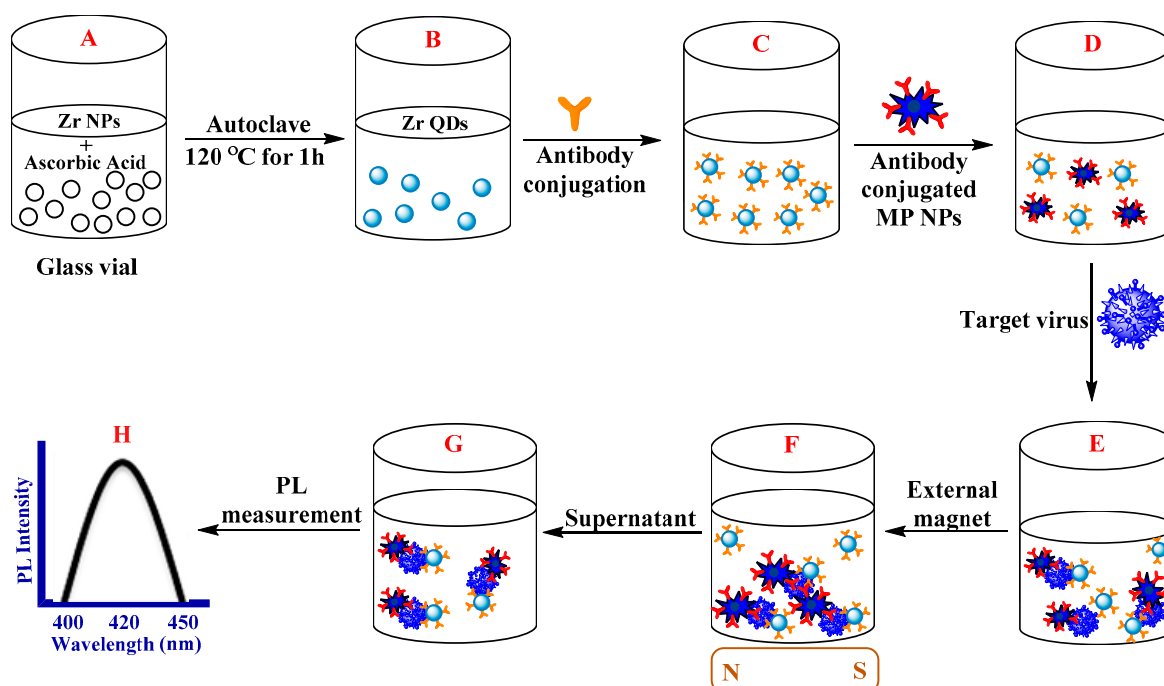 A
Zr NPs
+
Ascorbic Acid
Glass vial
Autoclave
120 °C for 1h
B
Zr QDs
Antibody
conjugation
C
Antibody
conjugated
MP NPs
D
Target virus
E
External
magnet
F
N S
Supernatant
G
PL
measurement
H
PL Intensity
400 420 450
Wavelength (nm)